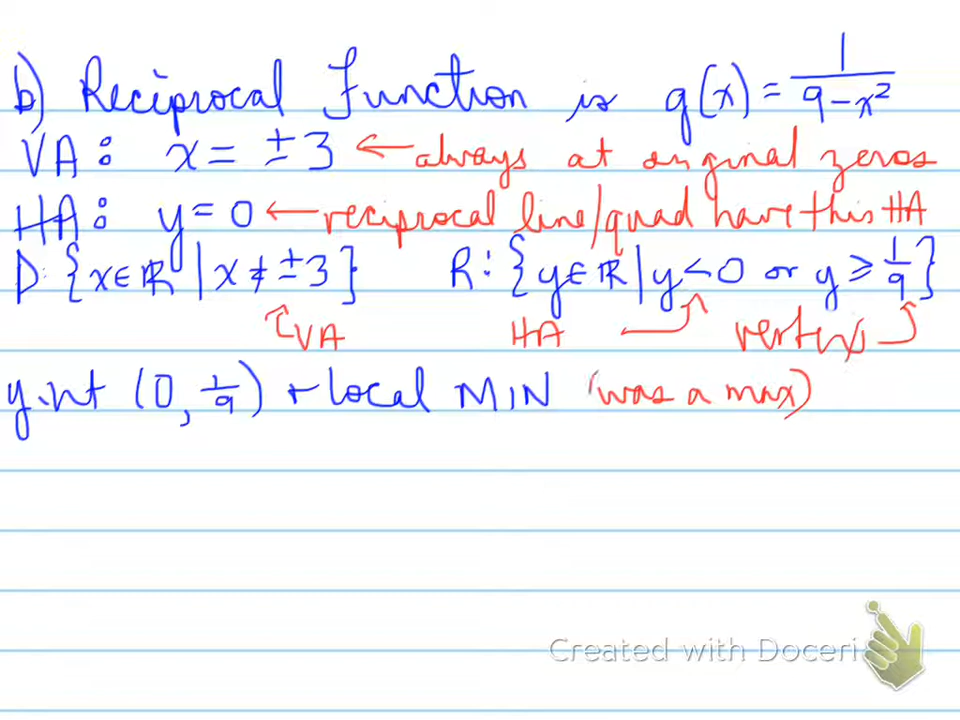 b) Reciprocal Function is g(x) = 1/(9-x²)
VA: x = ±3 ← always at original zeros
HA: y = 0 ← reciprocal line/quad have this HA
D: {x∈ℝ | x ≠ ±3} R: {y∈ℝ | y < 0 or y ≥ 1/9}
↑VA HA → vertex →
y.int (0, 1/9) + local MIN (was a max)
Created with Doceri